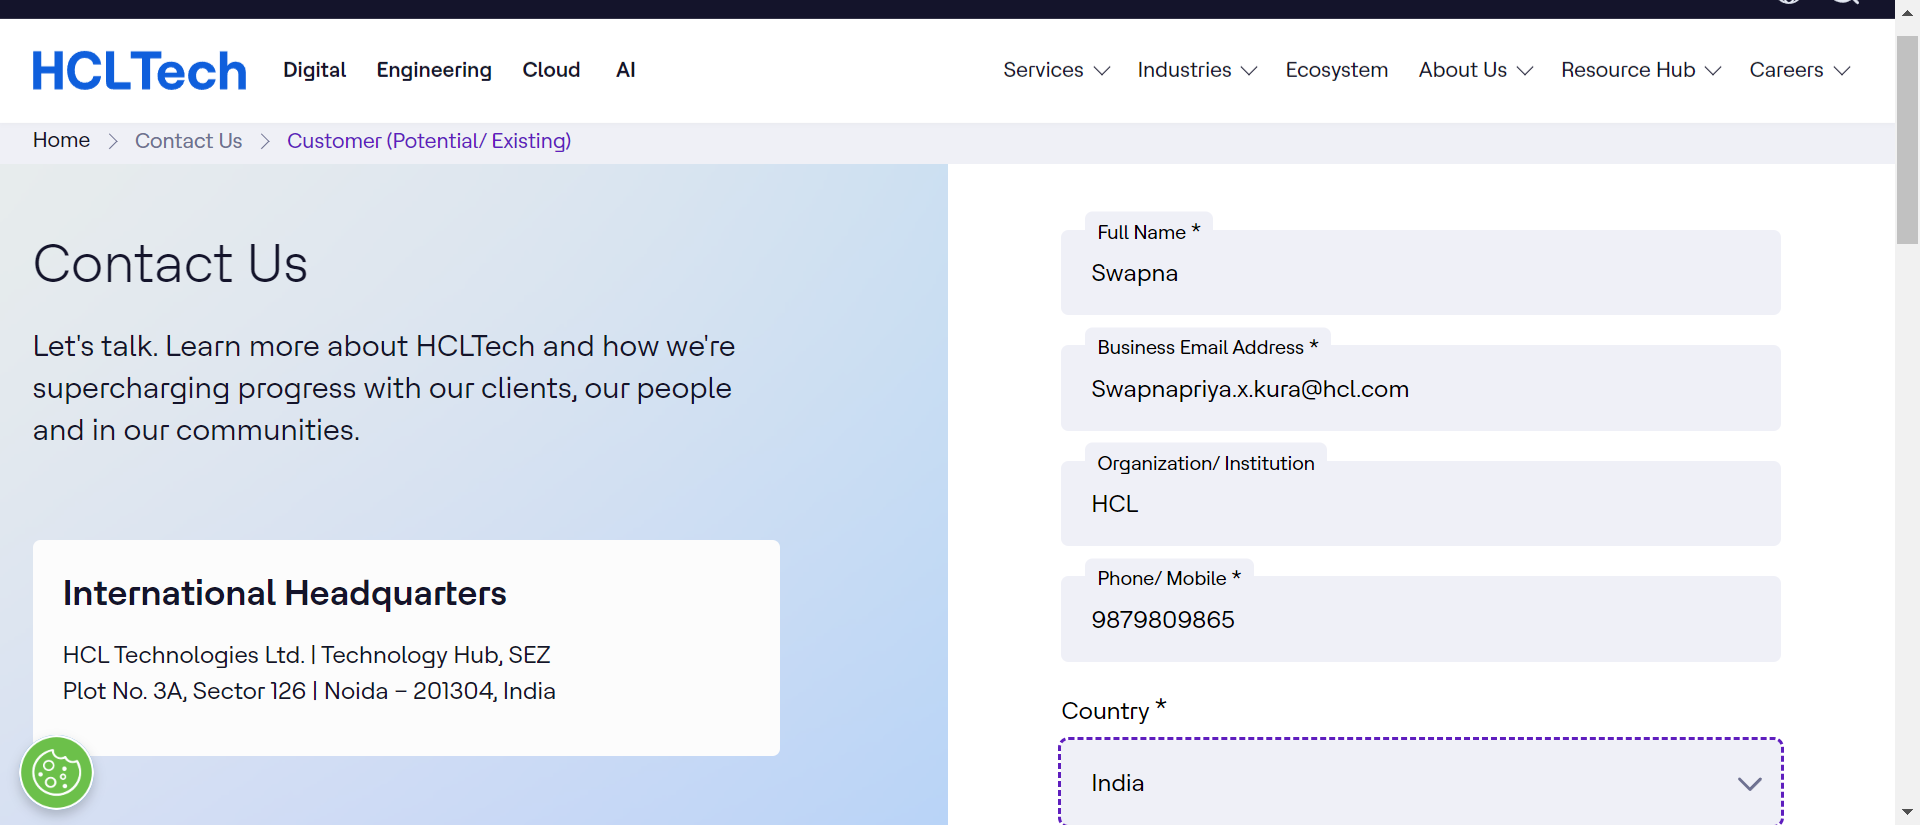 HCLTech
Digital Engineering Cloud AI
Services Industries Ecosystem About Us Resource Hub Careers
Home Contact Us Customer (Potential/ Existing)
Contact Us
Let's talk. Learn more about HCLTech and how we're
supercharging progress with our clients, our people
and in our communities.
International Headquarters
HCL Technologies Ltd. | Technology Hub, SEZ
Plot No. 3A, Sector 126 | Noida – 201304, India
Full Name *
Swapna
Business Email Address *
Swapnapriya.x.kura@hcl.com
Organization/ Institution
HCL
Phone/ Mobile *
9879809865
Country *
India